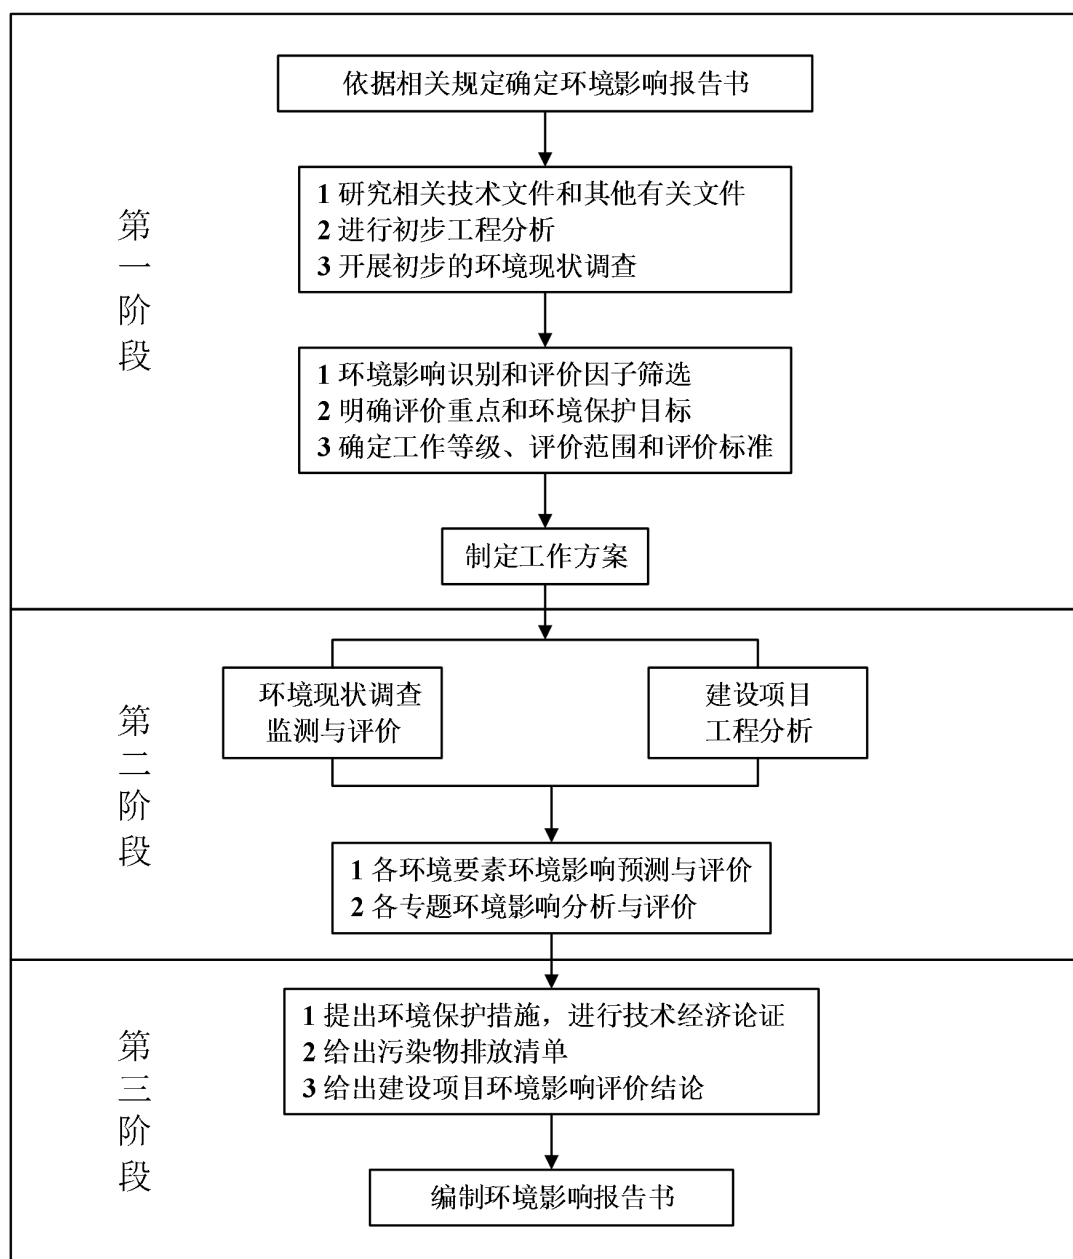 依据相关规定确定环境影响报告书
第一阶段
1 研究相关技术文件和其他有关文件
2 进行初步工程分析
3 开展初步的环境现状调查
1 环境影响识别和评价因子筛选
2 明确评价重点和环境保护目标
3 确定工作等级、评价范围和评价标准
制定工作方案
第二阶段
环境现状调查
监测与评价
建设项目
工程分析
1 各环境要素环境影响预测与评价
2 各专题环境影响分析与评价
第三阶段
1 提出环境保护措施，进行技术经济论证
2 给出污染物排放清单
3 给出建设项目环境影响评价结论
编制环境影响报告书